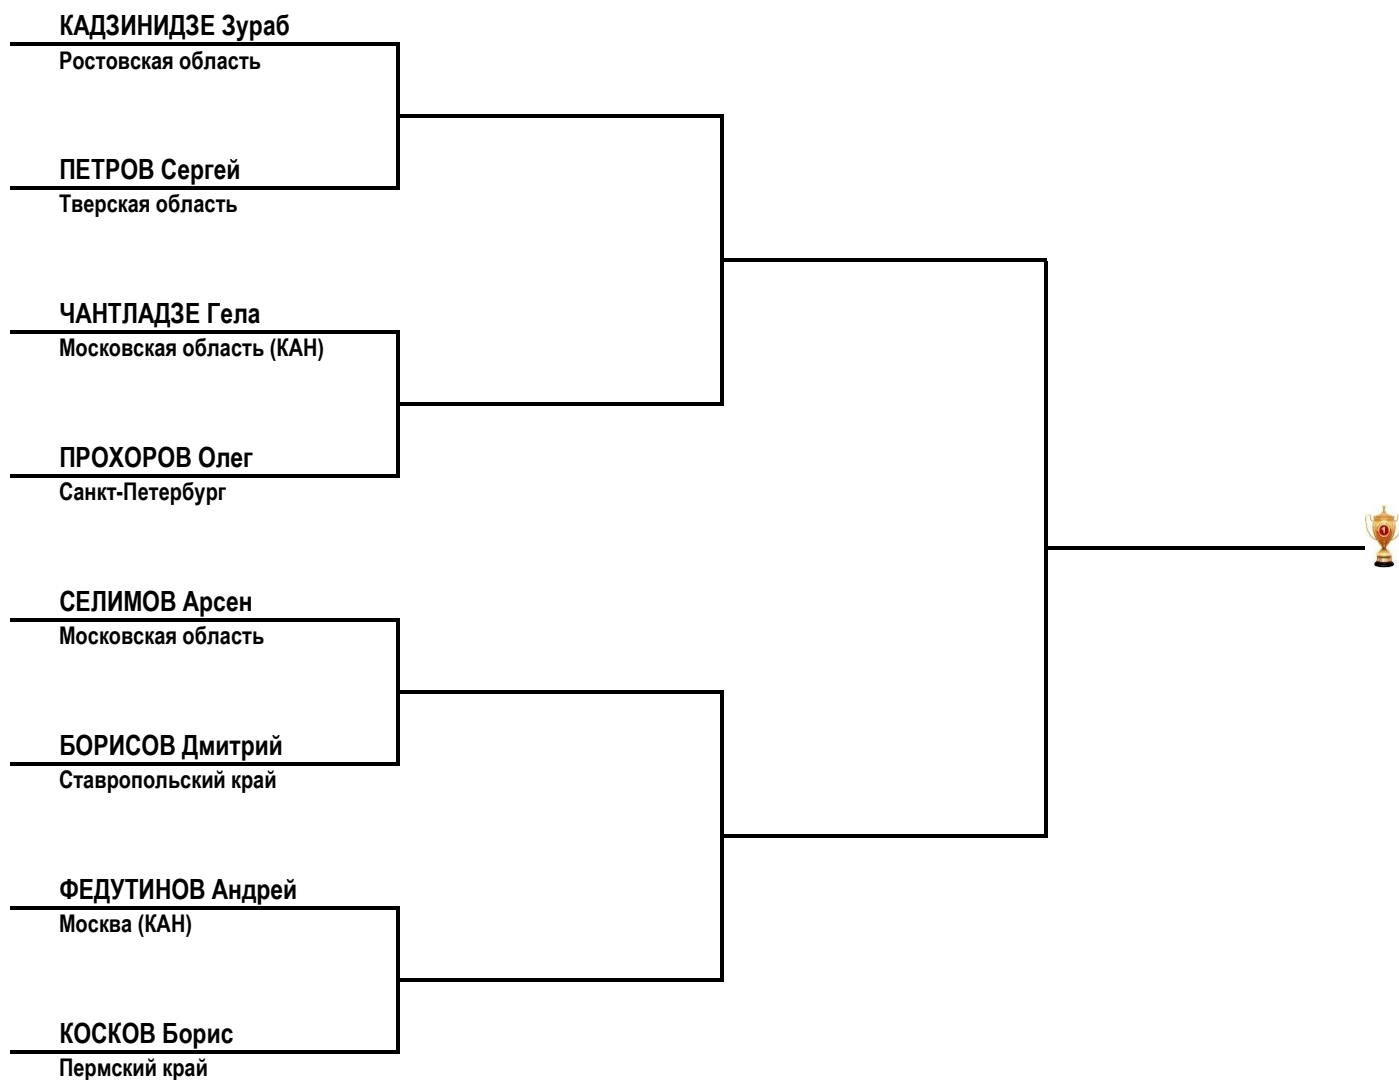 КАДЗИНИДЗЕ Зураб
Ростовская область
ПЕТРОВ Сергей
Тверская область
ЧАНТЛАДЗЕ Гела
Московская область (КАН)
ПРОХОРОВ Олег
Санкт-Петербург
1
СЕЛИМОВ Арсен
Московская область
БОРИСОВ Дмитрий
Ставропольский край
ФЕДУТИНОВ Андрей
Москва (КАН)
КОСКОВ Борис
Пермский край